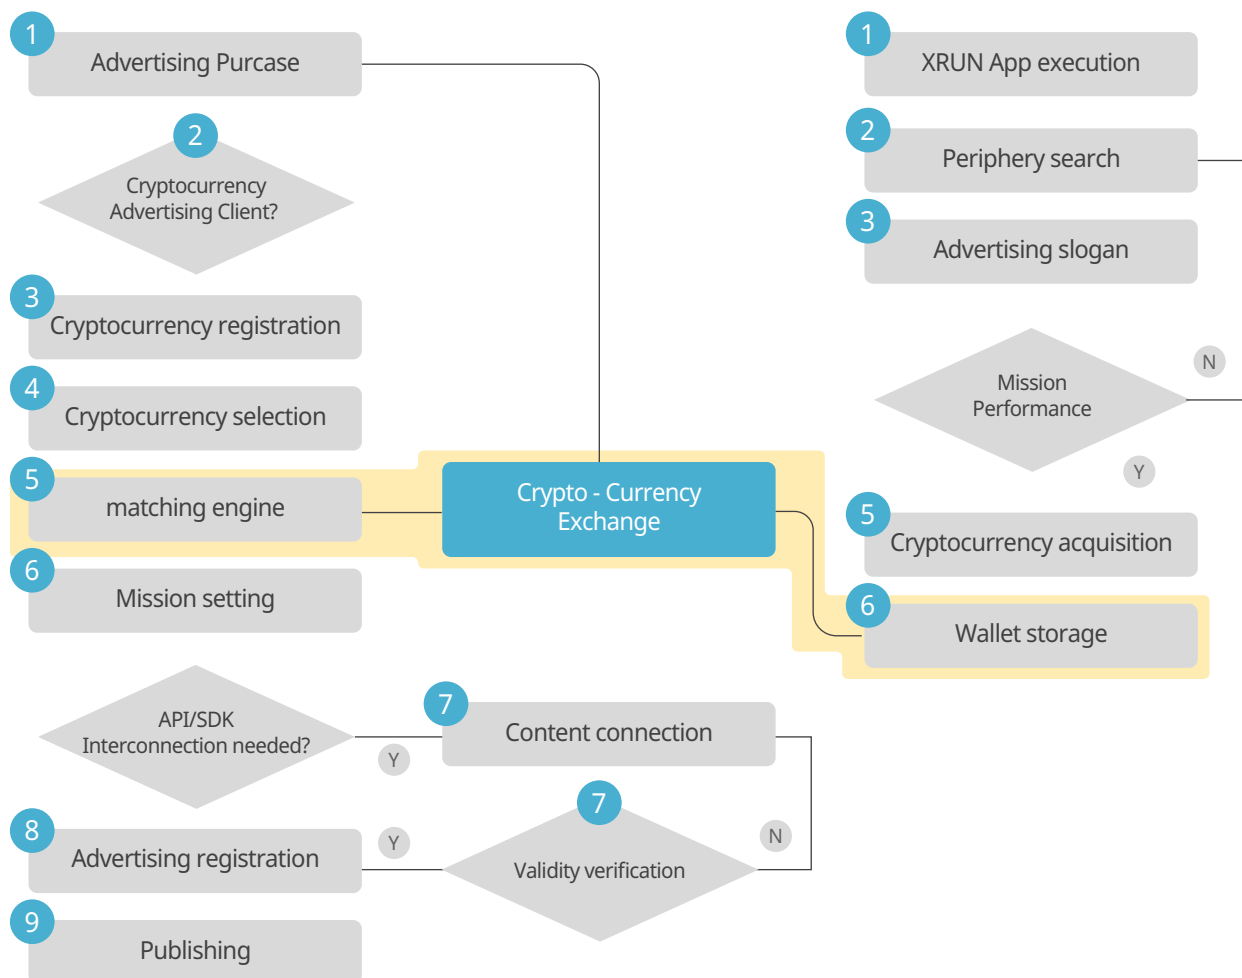 1
Advertising Purcase
2
Cryptocurrency
Advertising Client?
3
Cryptocurrency registration
4
Cryptocurrency selection
5
matching engine
6
Mission setting
API/SDK
Interconnection needed?
Y
8
Advertising registration
9
Publishing
Crypto - Currency
Exchange
7
Content connection
7
Validity verification
Y
N
1
XRUN App execution
2
Periphery search
3
Advertising slogan
Mission
Performance
N
Y
5
Cryptocurrency acquisition
6
Wallet storage